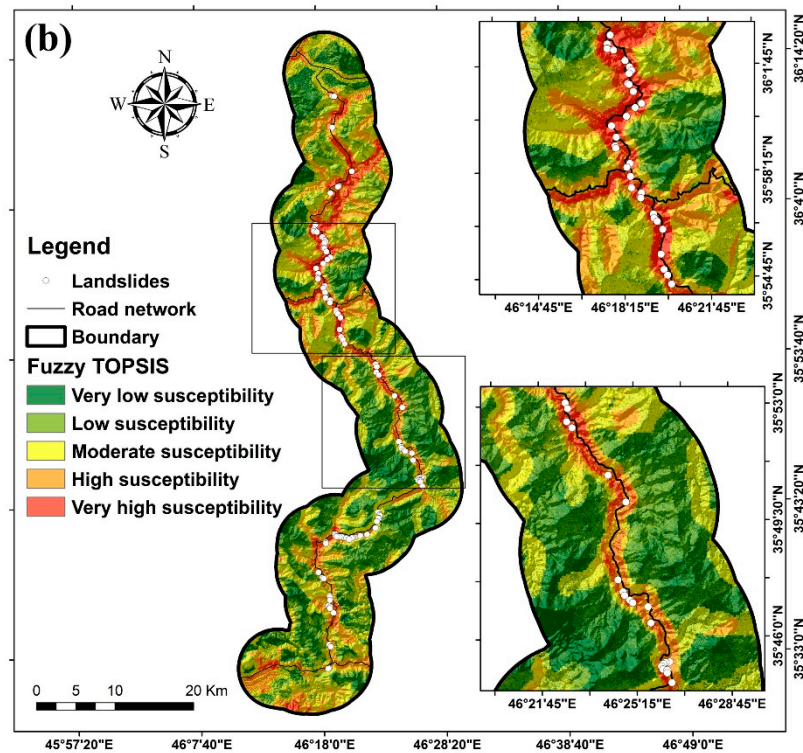 (b)
N
W E
S
Legend
Landslides
Road network
Boundary
Fuzzy TOPSIS
Very low susceptibility
Low susceptibility
Moderate susceptibility
High susceptibility
Very high susceptibility
0 5 10 20 Km
45°57'20"E 46°7'40"E 46°18'0"E 46°28'20"E 46°38'40"E 46°49'0"E
36°14'20"N
36°4'0"N
35°53'40"N
35°43'20"N
35°33'0"N
36°1'45"N
35°58'15"N
35°54'45"N
46°14'45"E 46°18'15"E 46°21'45"E
35°53'0"N
35°49'30"N
35°46'0"N
46°21'45"E 46°25'15"E 46°28'45"E